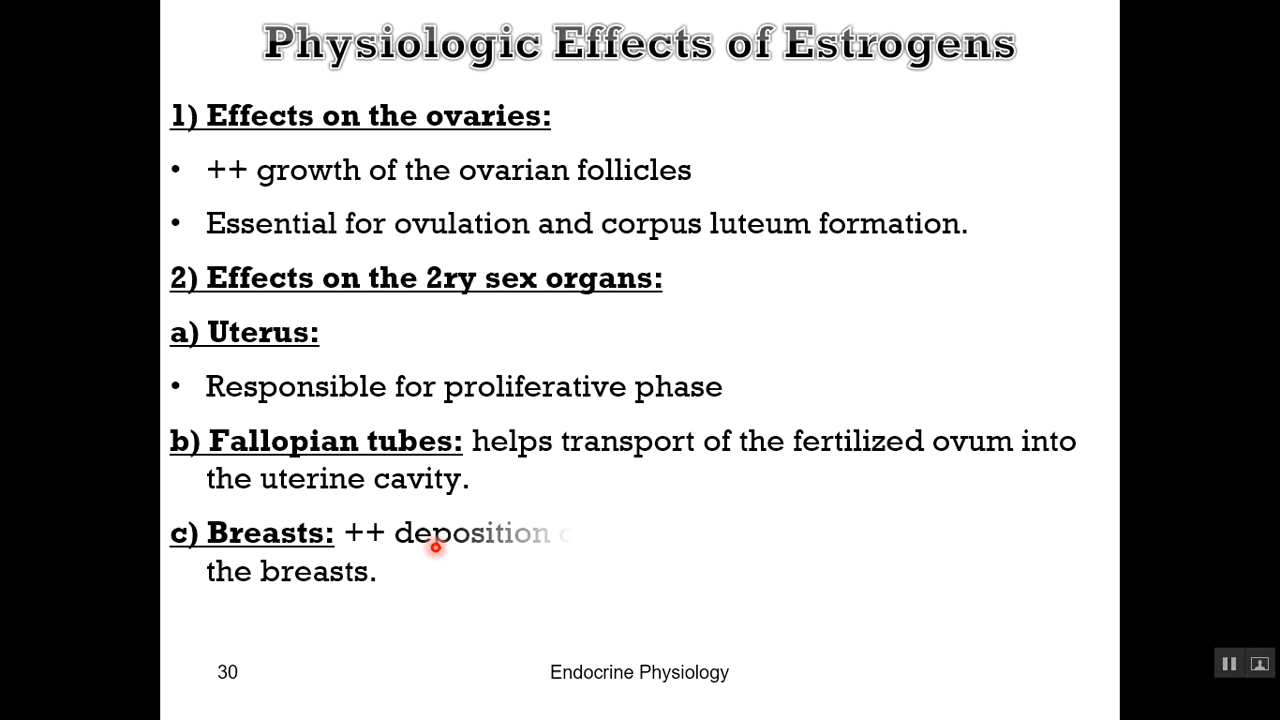 Physiologic Effects of Estrogens
1) Effects on the ovaries:
• ++ growth of the ovarian follicles
• Essential for ovulation and corpus luteum formation.
2) Effects on the 2ry sex organs:
a) Uterus:
• Responsible for proliferative phase
b) Fallopian tubes: helps transport of the fertilized ovum into
the uterine cavity.
c) Breasts: ++ deposition
the breasts.
30
Endocrine Physiology